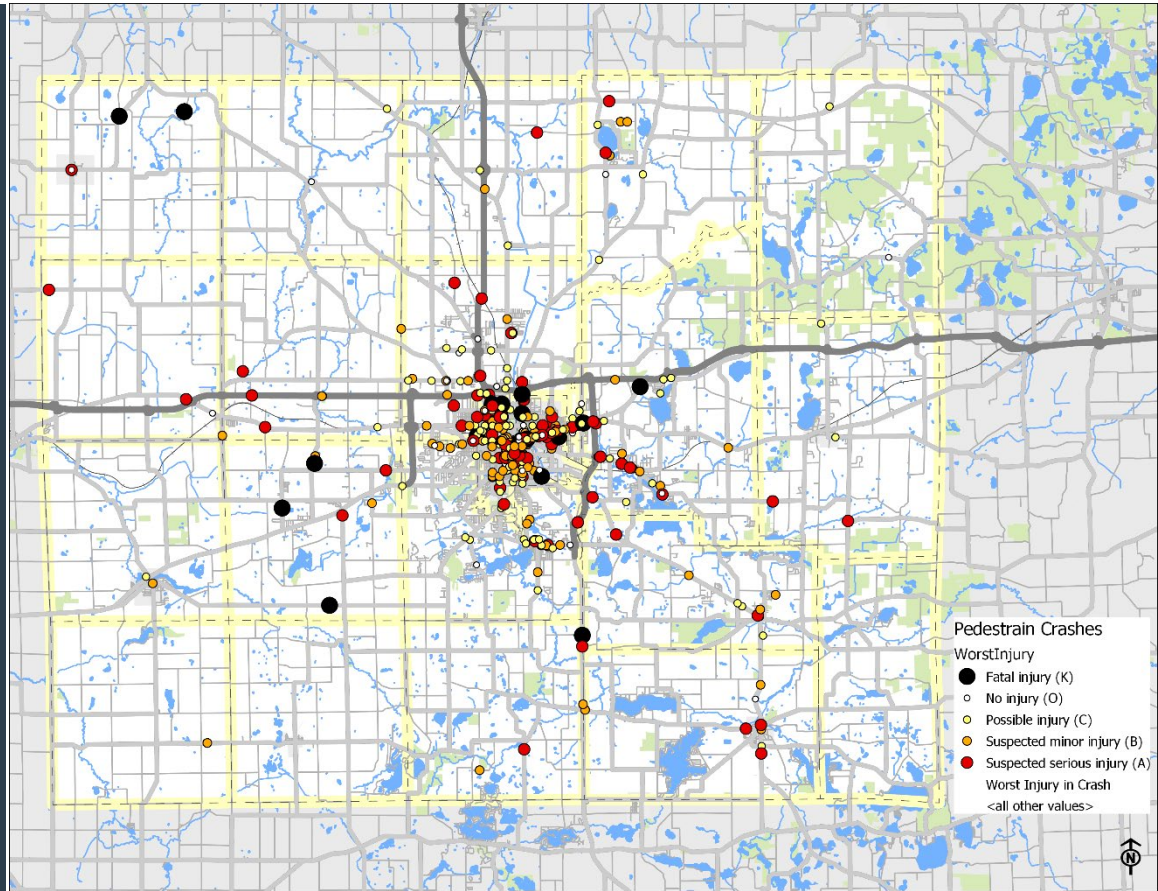 Pedestrain Crashes
WorstInjury
Fatal injury (K)
No injury (O)
Possible injury (C)
Suspected minor injury (B)
Suspected serious injury (A)
Worst Injury in Crash
<all other values>
N